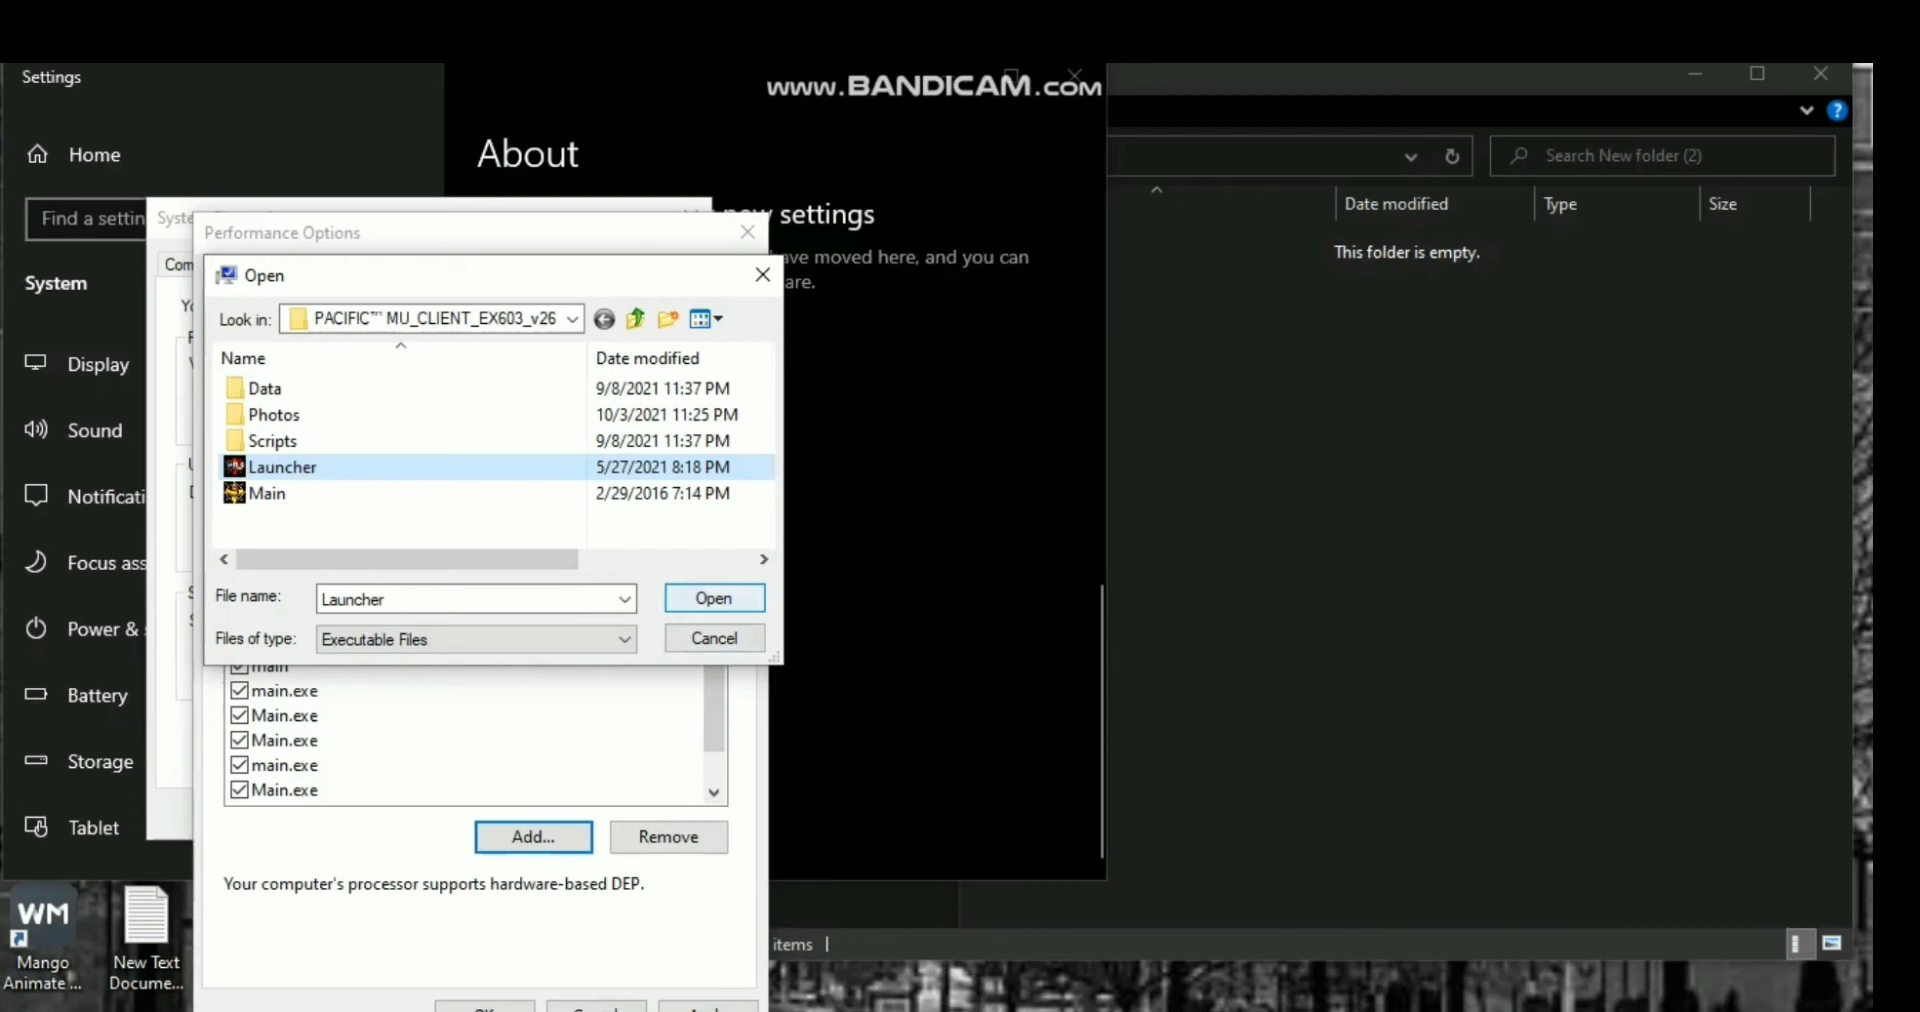 Settings
www.BANDICAM.com
Home
About
Search New folder (2)
Find a settin
Syste
settings
Date modified
Type
Size
Performance Options
ave moved here, and you can
are.
This folder is empty.
Com
Open
System
Look in:
PACIFIC™ MU_CLIENT_EX603_v26
Name
Date modified
Display
Data
9/8/2021 11:37 PM
Photos
10/3/2021 11:25 PM
Sound
Scripts
9/8/2021 11:37 PM
Launcher
5/27/2021 8:18 PM
Notificati
Main
2/29/2016 7:14 PM
Focus ass
File name:
Launcher
Open
Power & s
Files of type:
Executable Files
Cancel
main
main.exe
Battery
Main.exe
Main.exe
Storage
main.exe
Main.exe
Tablet
Add...
Remove
Your computer's processor supports hardware-based DEP.
WM
items
Mango
Animate ...
New Text
Docume...